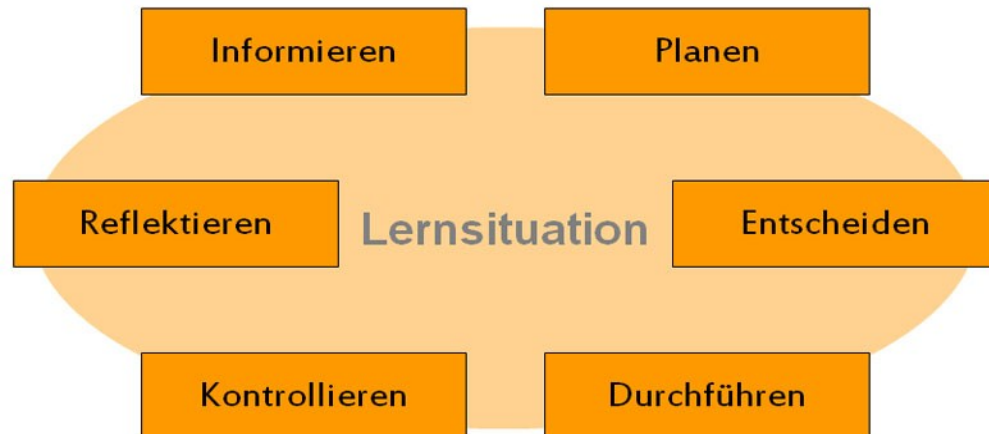 Informieren
Planen
Reflektieren
Lernsituation
Entscheiden
Kontrollieren
Durchführen